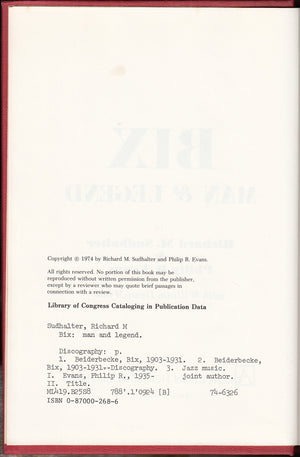 Copyright © 1974 by Richard M. Sudhalter and Philip R. Evans.
All rights reserved. No portion of this book may be
reproduced without written permission from the publisher,
except by a reviewer who may quote brief passages in
connection with a review.
Library of Congress Cataloging in Publication Data
Sudhalter, Richard M
Bix: man and legend.
Discography: p.
1. Beiderbecke, Bix, 1903-1931. 2. Beiderbecke,
Bix, 1903-1931--Discography. 3. Jazz music.
I. Evans, Philip R., 1935- joint author.
II. Title.
ML419.B25S8 788'.1'0924 [B] 74-6326
ISBN 0-87000-268-6